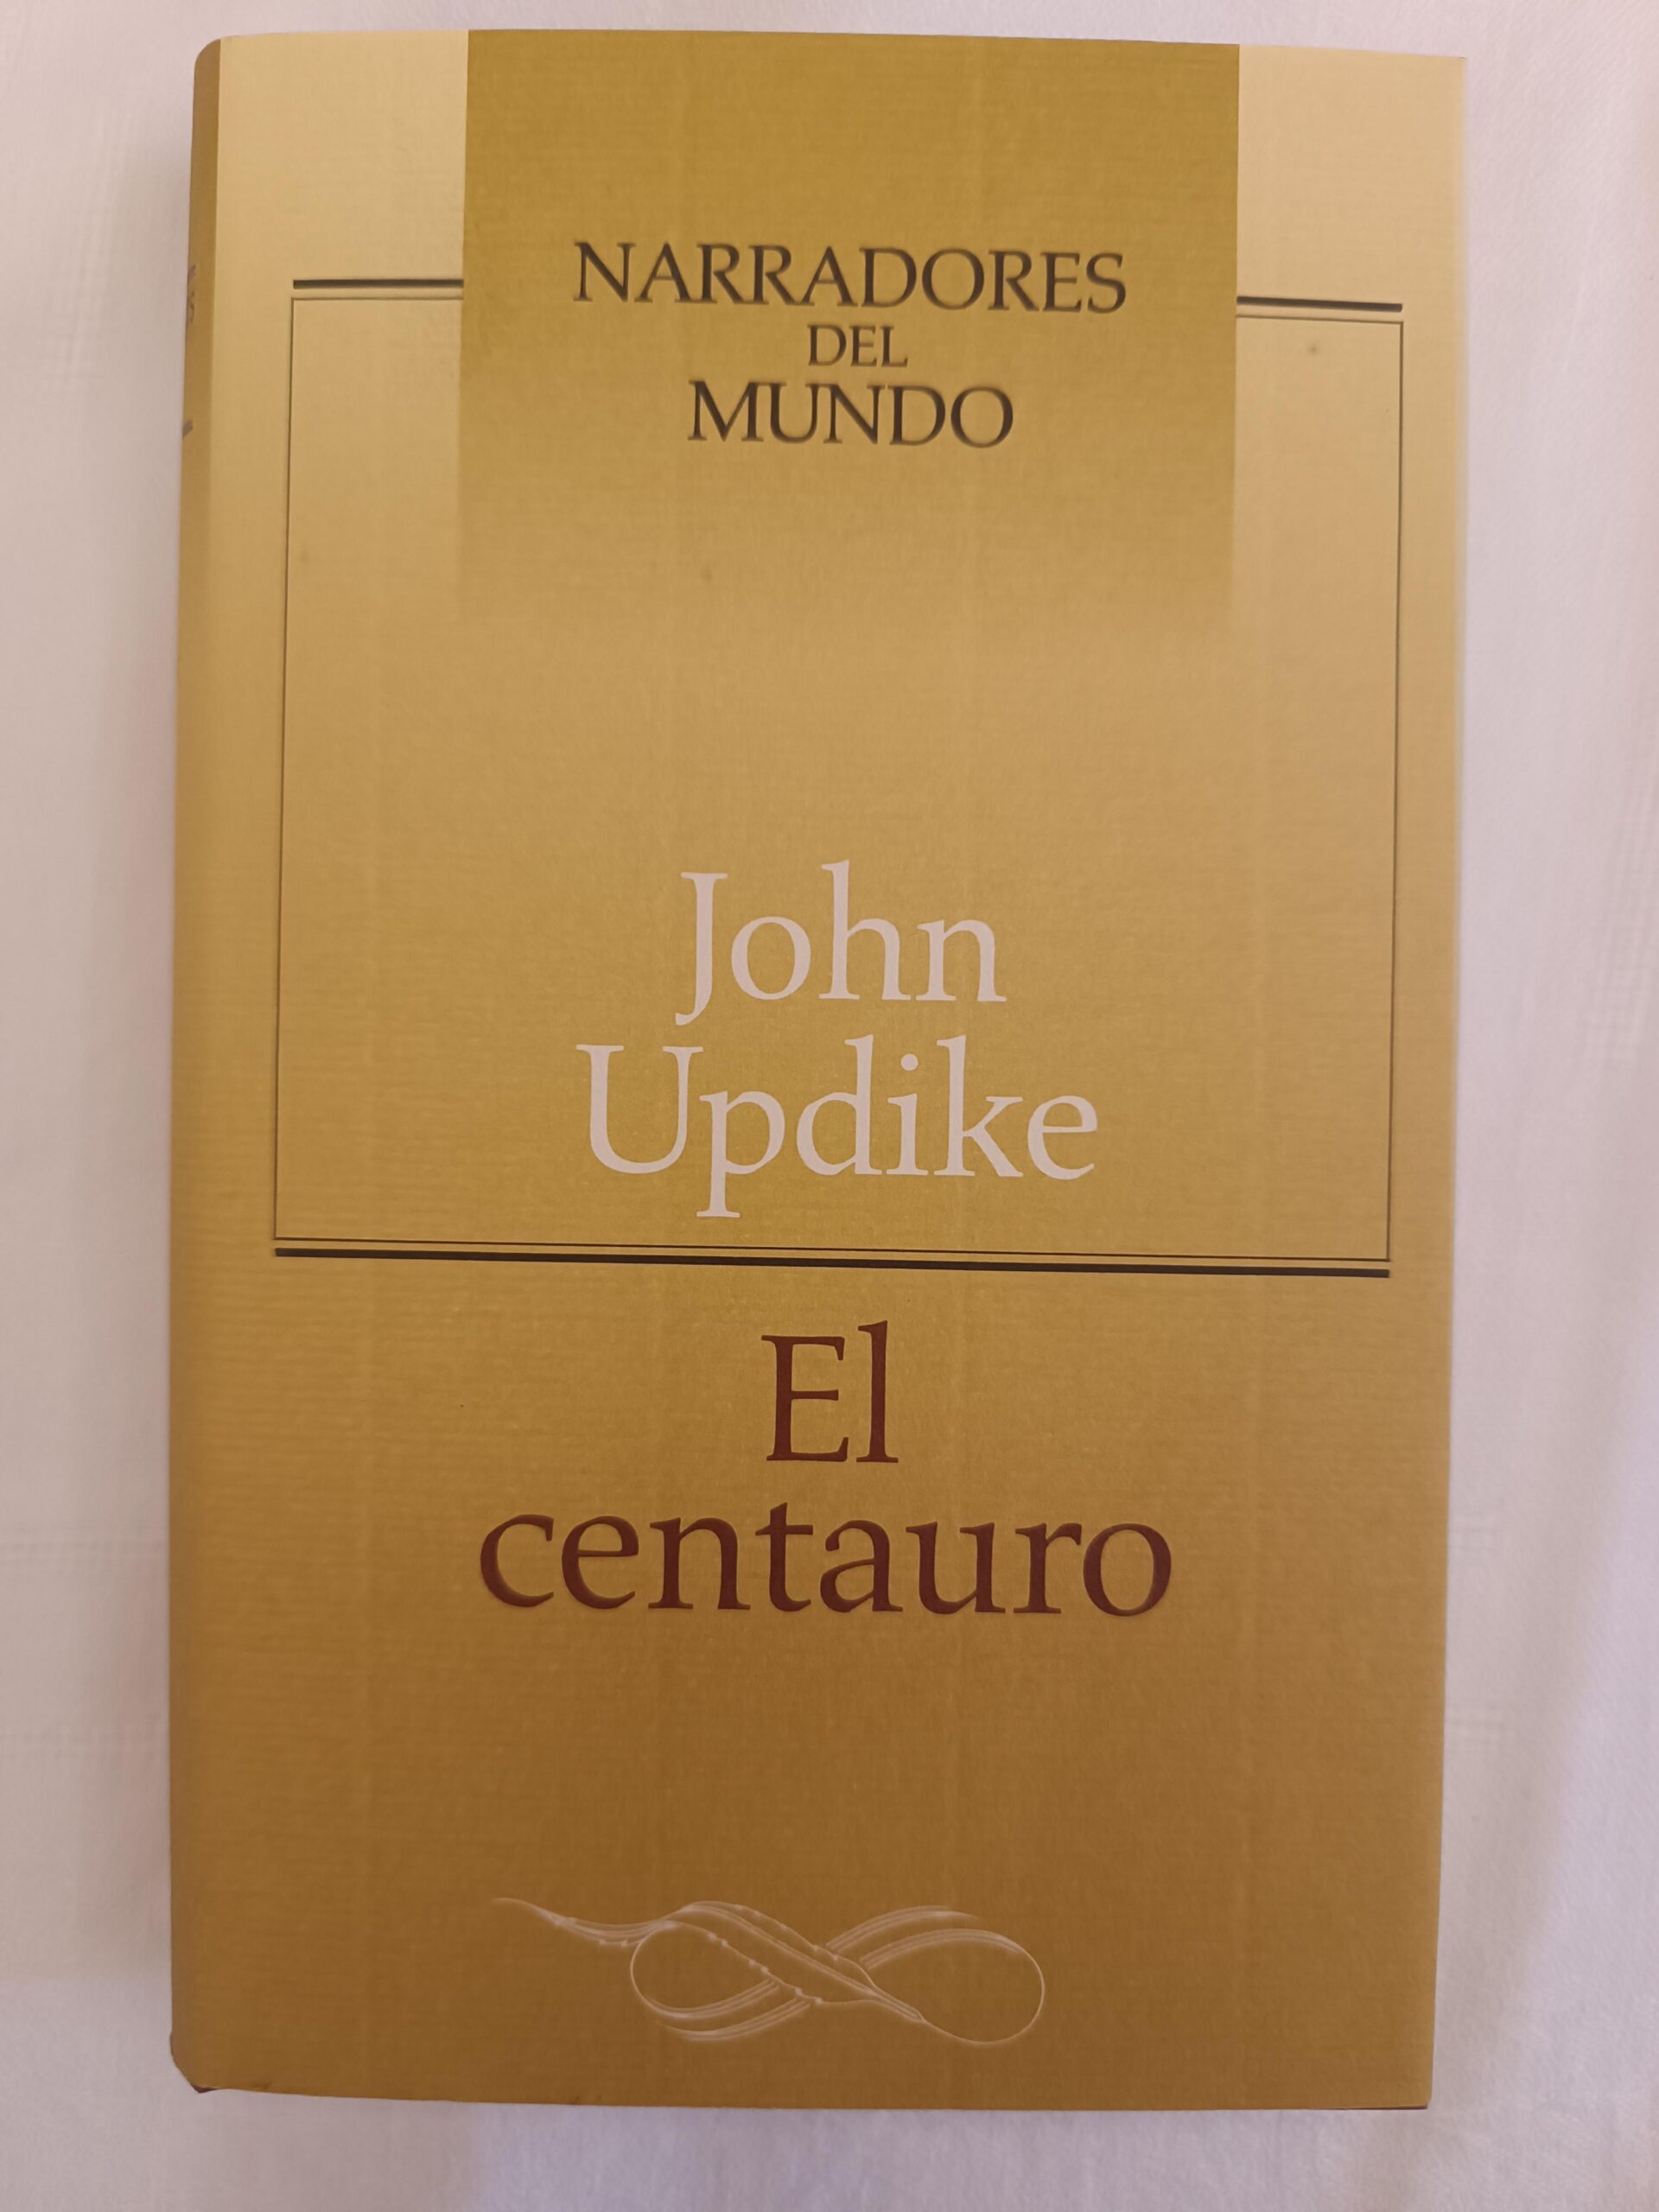 NARRADORES
DEL
MUNDO
John
Updike
El
centauro